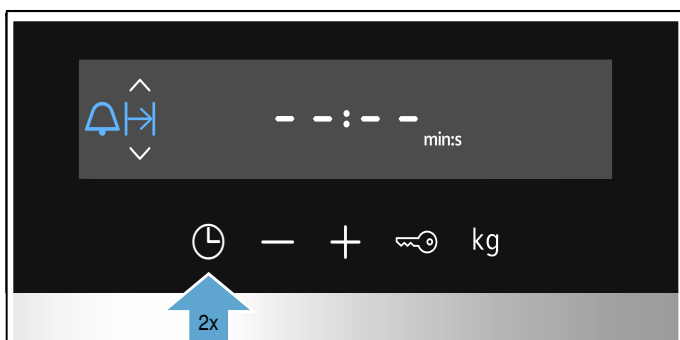 – –:– –
min:s
kg
2x